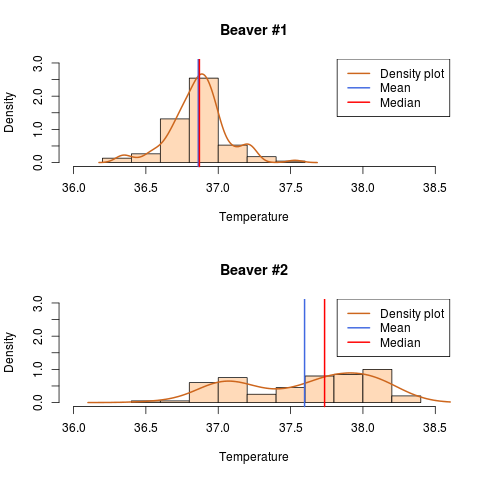 Beaver #1
Density
3.0
2.0
1.0
0.0
Density plot
Mean
Median
36.0 36.5 37.0 37.5 38.0 38.5
Temperature
Beaver #2
Density
3.0
2.0
1.0
0.0
Density plot
Mean
Median
36.0 36.5 37.0 37.5 38.0 38.5
Temperature